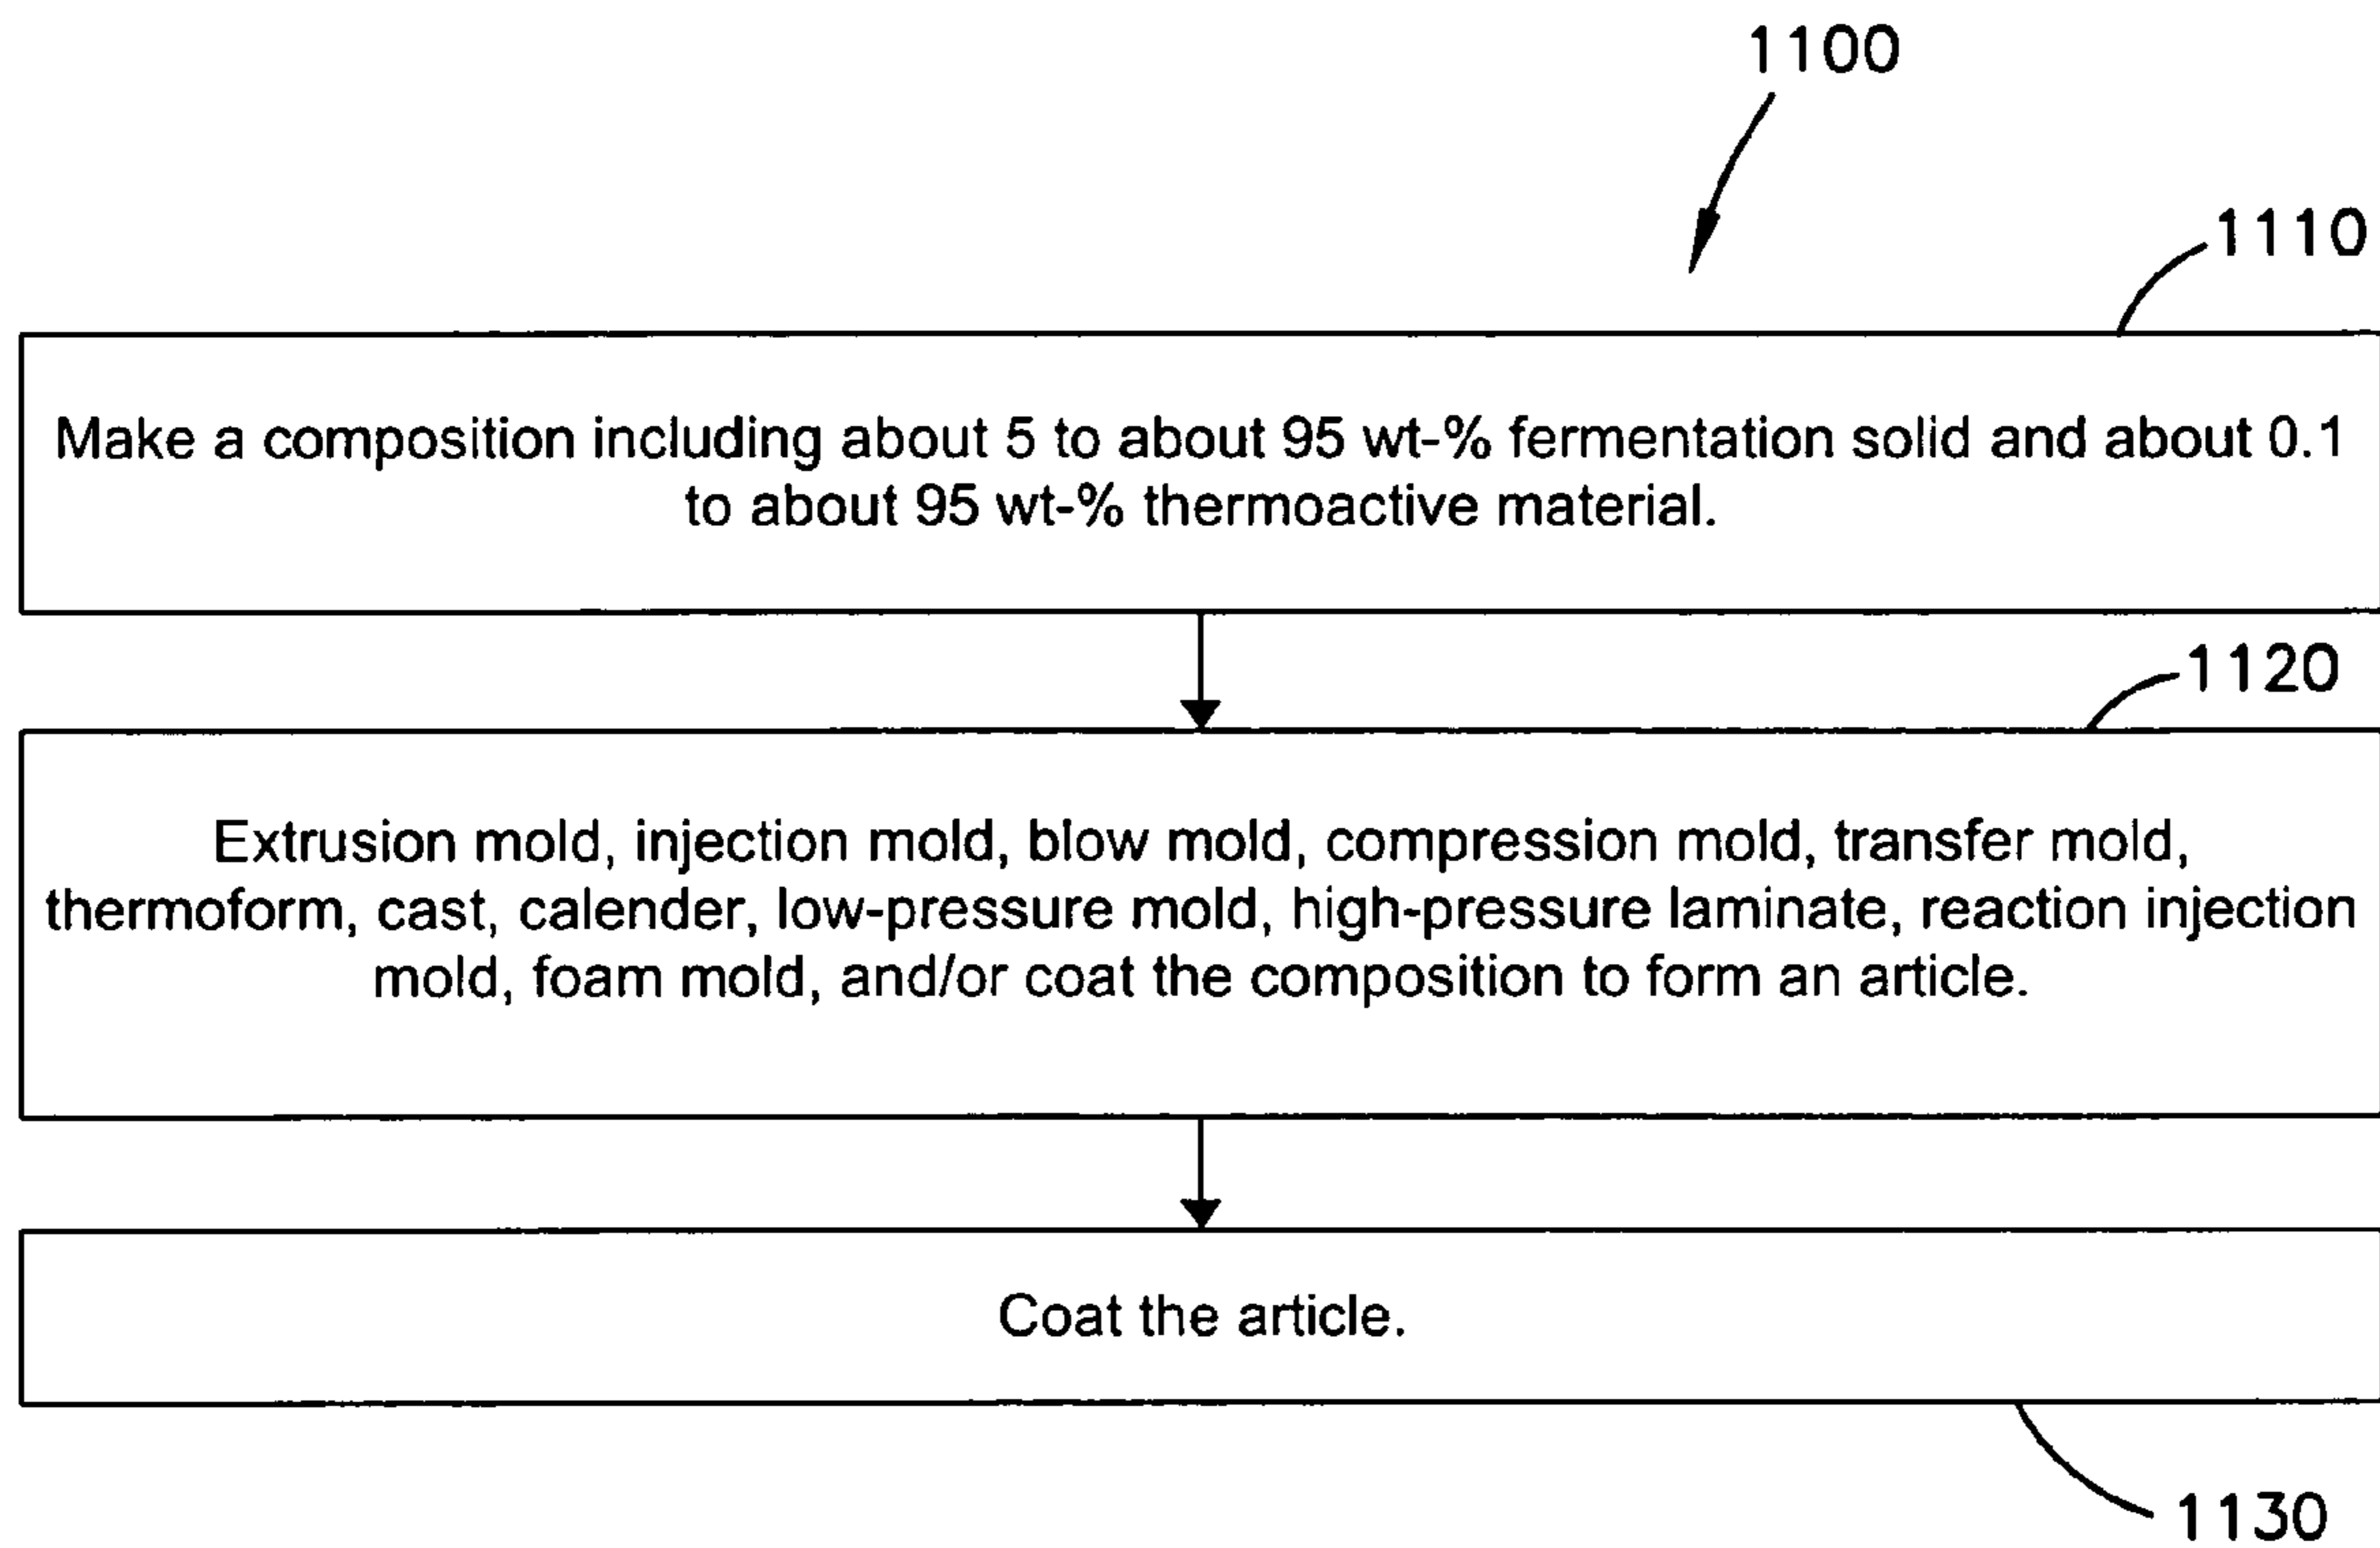 1100
1110
Make a composition including about 5 to about 95 wt-% fermentation solid and about 0.1
to about 95 wt-% thermoactive material.
1120
Extrusion mold, injection mold, blow mold, compression mold, transfer mold,
thermoform, cast, calender, low-pressure mold, high-pressure laminate, reaction injection
mold, foam mold, and/or coat the composition to form an article.
Coat the article.
1130